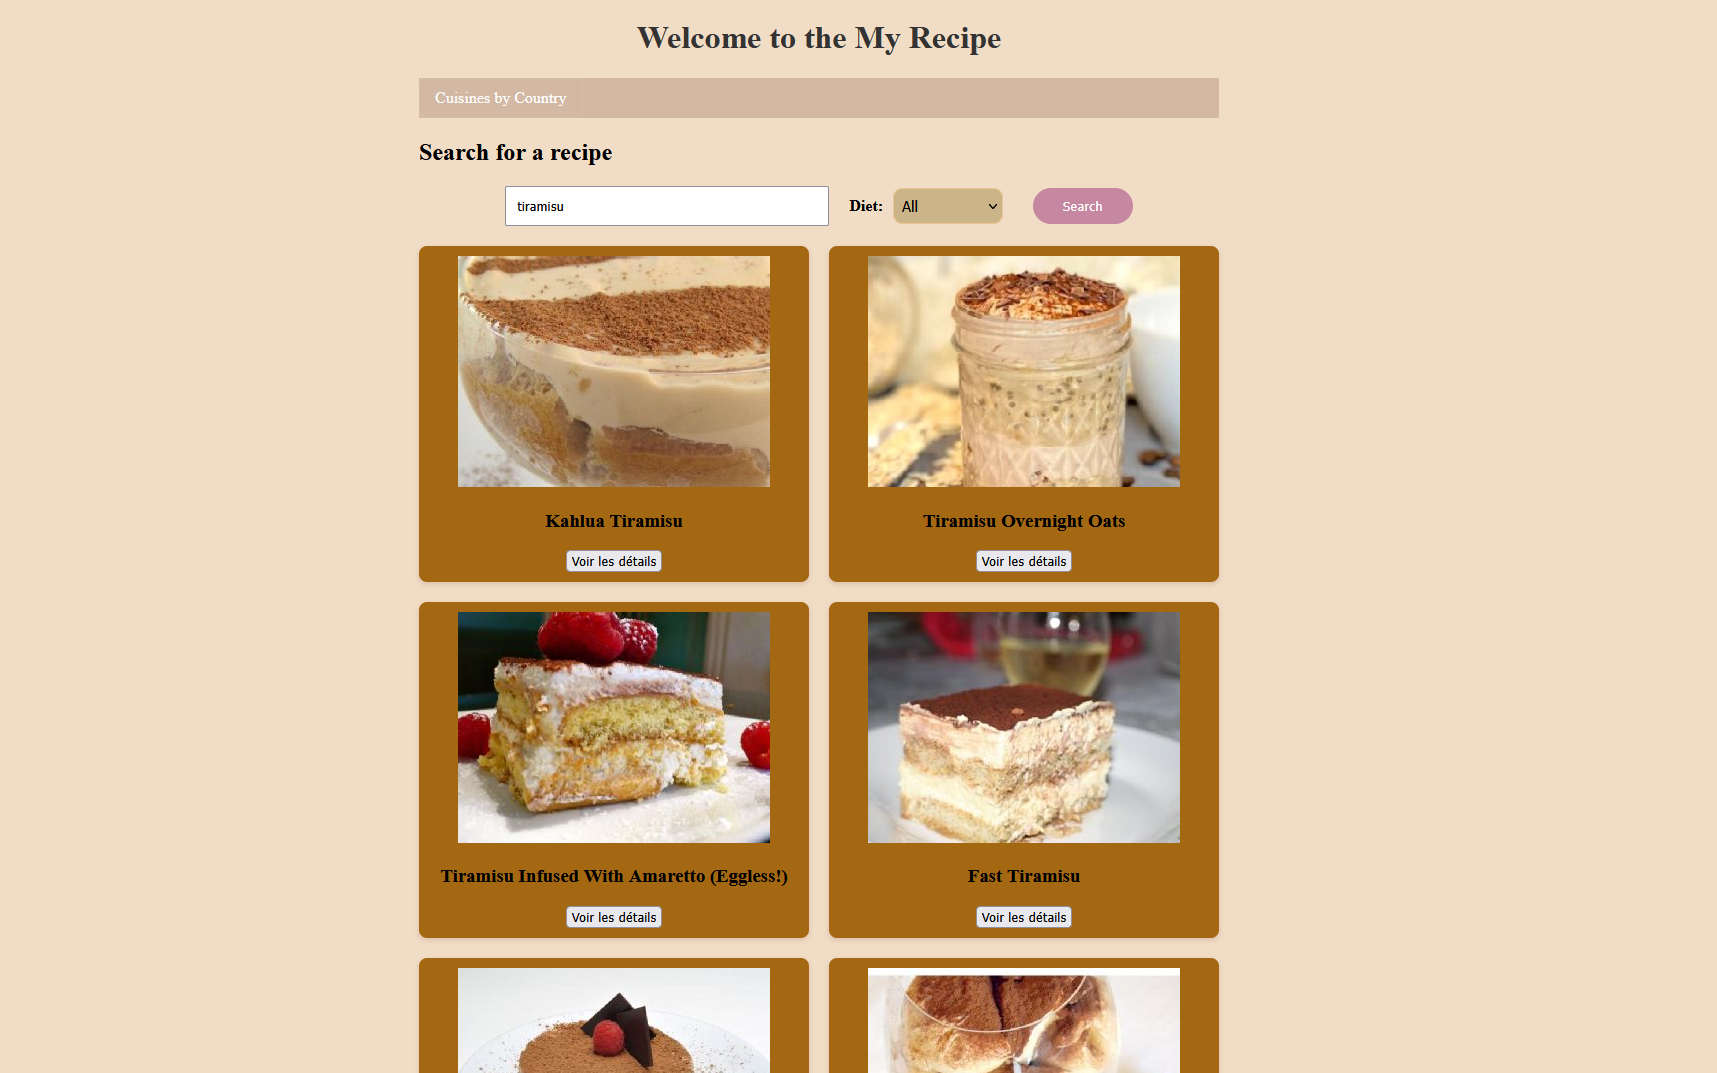 Welcome to the My Recipe
Cuisines by Country
Search for a recipe
tiramisu
Diet:
All
Search
Kahlua Tiramisu
Voir les détails
Tiramisu Overnight Oats
Voir les détails
Tiramisu Infused With Amaretto (Eggless!)
Voir les détails
Fast Tiramisu
Voir les détails